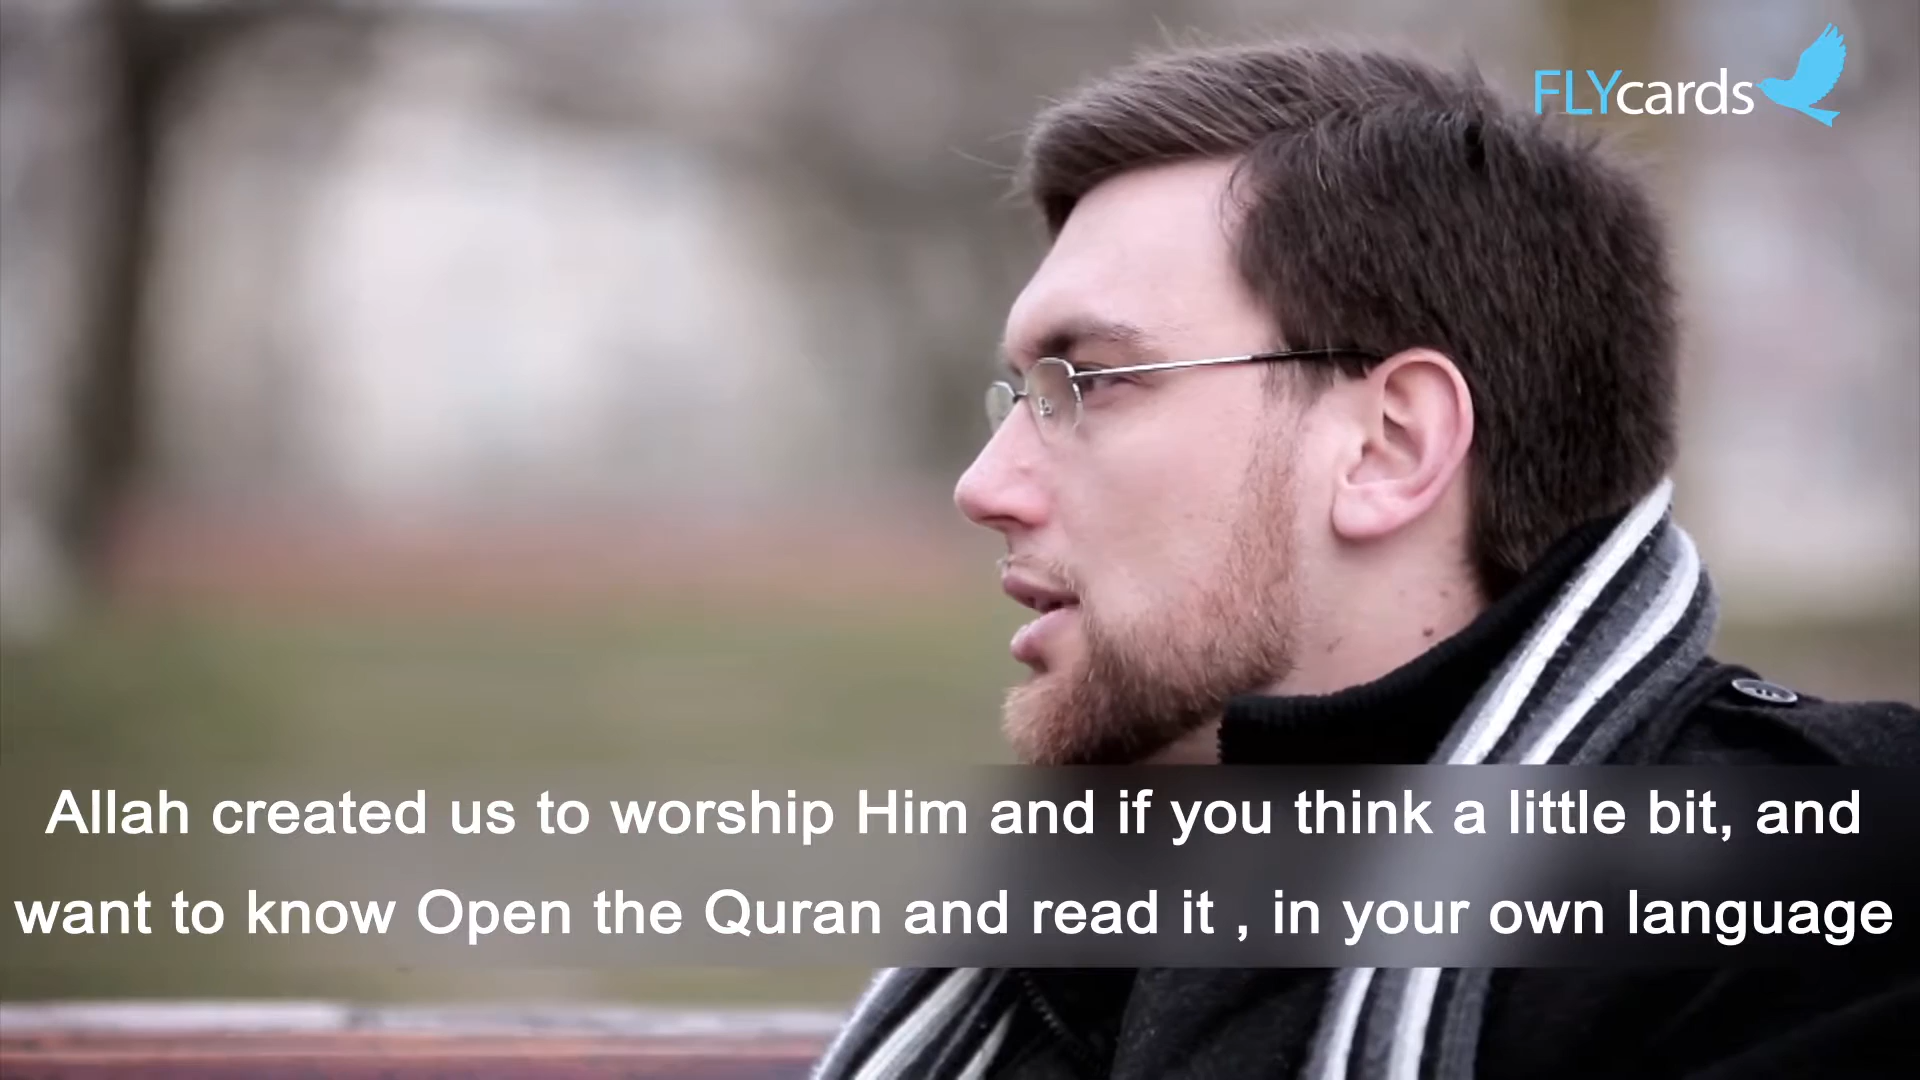 FLYcards
Allah created us to worship Him and if you think a little bit, and
want to know Open the Quran and read it , in your own language